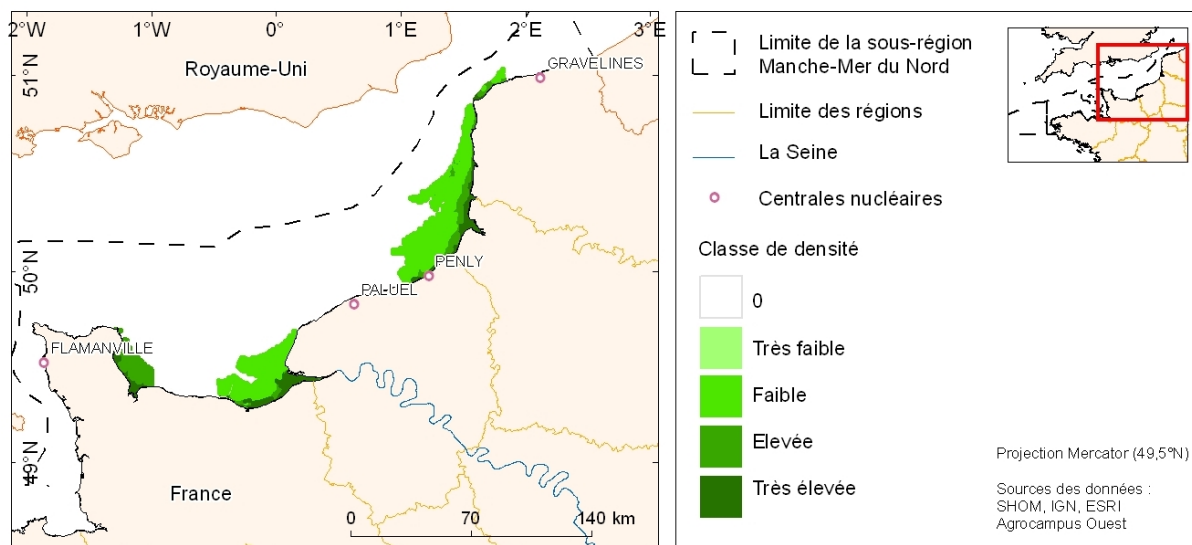 2°W 1°W 0° 1°E 2°E 3°E
51°N
50°N
49°N
Royaume-Uni
GRAVELINES
PENLY
PALUEL
FLAMANVILLE
France
0 70 140 km
Limite de la sous-région
Manche-Mer du Nord
Limite des régions
La Seine
Centrales nucléaires
Classe de densité
0
Très faible
Faible
Elevée
Très élevée
Projection Mercator (49,5°N)
Sources des données :
SHOM, IGN, ESRI
Agrocampus Ouest